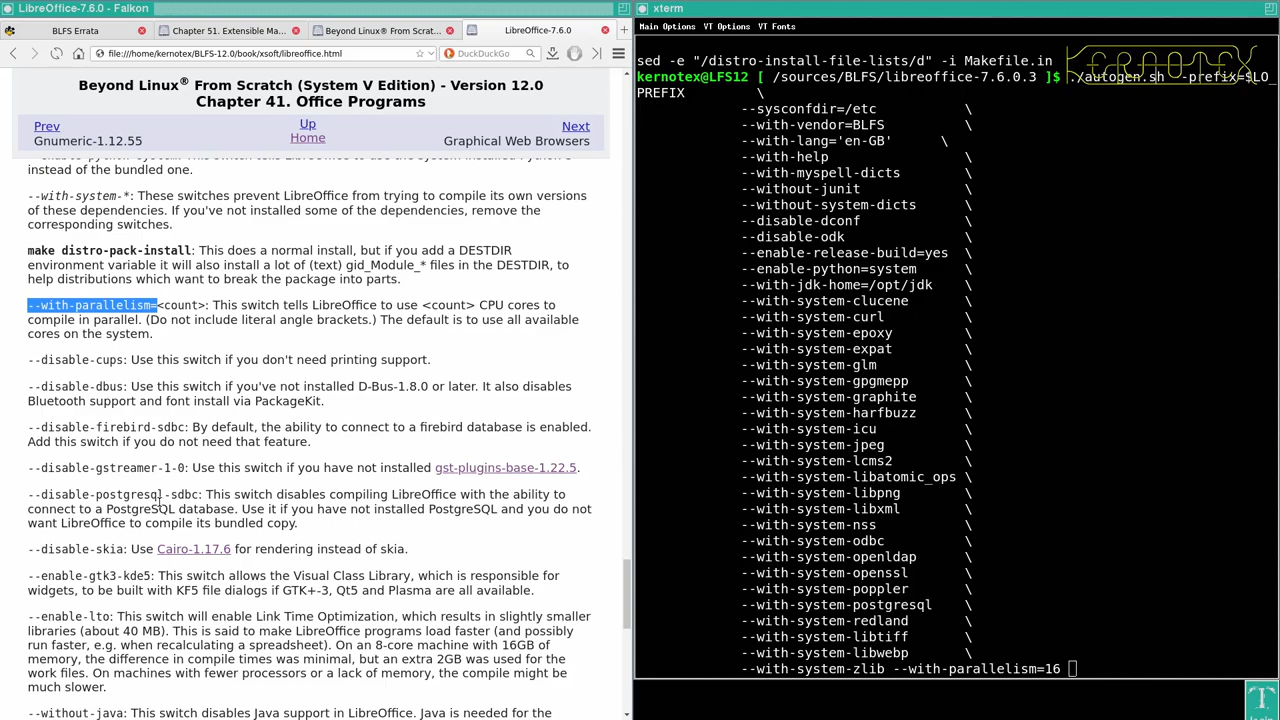 LibreOffice-7.6.0 - Falkon
BLFS Errata
Chapter 51. Extensible Ma...
Beyond Linux® From Scrat...
LibreOffice-7.6.0
file:///home/kernotex/BLFS-12.0/book/xsoft/libreoffice.html
DuckDuckGo
Beyond Linux® From Scratch (System V Edition) - Version 12.0
Chapter 41. Office Programs
Prev
Up
Next
Gnumeric-1.12.55
Home
Graphical Web Browsers
instead of the bundled one.
--with-system-*: These switches prevent LibreOffice from trying to compile its own versions
of these dependencies. If you've not installed some of the dependencies, remove the
corresponding switches.
make distro-pack-install: This does a normal install, but if you add a DESTDIR
environment variable it will also install a lot of (text) gid_Module_* files in the DESTDIR, to
help distributions which want to break the package into parts.
--with-parallelism=<count>: This switch tells LibreOffice to use <count> CPU cores to
compile in parallel. (Do not include literal angle brackets.) The default is to use all available
cores on the system.
--disable-cups: Use this switch if you don't need printing support.
--disable-dbus: Use this switch if you've not installed D-Bus-1.8.0 or later. It also disables
Bluetooth support and font install via PackageKit.
--disable-firebird-sdbc: By default, the ability to connect to a firebird database is enabled.
Add this switch if you do not need that feature.
--disable-gstreamer-1-0: Use this switch if you have not installed gst-plugins-base-1.22.5.
--disable-postgresql-sdbc: This switch disables compiling LibreOffice with the ability to
connect to a PostgreSQL database. Use it if you have not installed PostgreSQL and you do not
want LibreOffice to compile its bundled copy.
--disable-skia: Use Cairo-1.17.6 for rendering instead of skia.
--enable-gtk3-kde5: This switch allows the Visual Class Library, which is responsible for
widgets, to be built with KF5 file dialogs if GTK+-3, Qt5 and Plasma are all available.
--enable-lto: This switch will enable Link Time Optimization, which results in slightly smaller
libraries (about 40 MB). This is said to make LibreOffice programs load faster (and possibly
run faster, e.g. when recalculating a spreadsheet). On an 8-core machine with 16GB of
memory, the difference in compile times was minimal, but an extra 2GB was used for the
work files. On machines with fewer processors or a lack of memory, the compile might be
much slower.
--without-java: This switch disables Java support in LibreOffice. Java is needed for the
xterm
Main Options  VT Options  VT Fonts
sed -e "/distro-install-file-lists/d" -i Makefile.in
kernotex@LFS12 [ /sources/BLFS/libreoffice-7.6.0.3 ]$ ./autogen.sh --prefix=$LO_
PREFIX \
--sysconfdir=/etc \
--with-vendor=BLFS \
--with-lang='en-GB' \
--with-help \
--with-myspell-dicts \
--without-junit \
--without-system-dicts \
--disable-dconf \
--disable-odk \
--enable-release-build=yes \
--enable-python=system \
--with-jdk-home=/opt/jdk \
--with-system-clucene \
--with-system-curl \
--with-system-epoxy \
--with-system-expat \
--with-system-glm \
--with-system-gpgmepp \
--with-system-graphite \
--with-system-harfbuzz \
--with-system-icu \
--with-system-jpeg \
--with-system-lcms2 \
--with-system-libatomic_ops \
--with-system-libpng \
--with-system-libxml \
--with-system-nss \
--with-system-odbc \
--with-system-openldap \
--with-system-openssl \
--with-system-poppler \
--with-system-postgresql \
--with-system-redland \
--with-system-libtiff \
--with-system-libwebp \
--with-system-zlib --with-parallelism=16
KERNOTEX